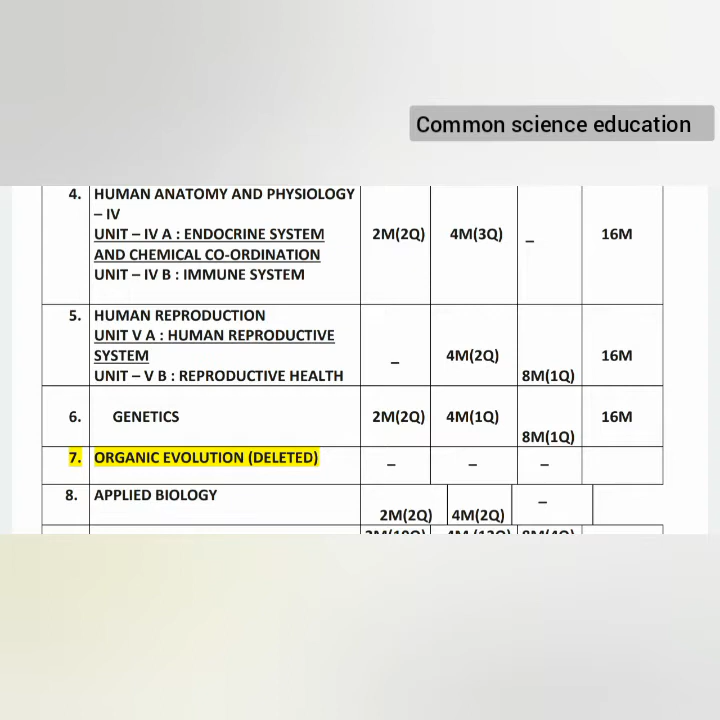 Common science education
4. HUMAN ANATOMY AND PHYSIOLOGY
– IV
UNIT – IV A : ENDOCRINE SYSTEM 2M(2Q) 4M(3Q) – 16M
AND CHEMICAL CO-ORDINATION
UNIT – IV B : IMMUNE SYSTEM
5. HUMAN REPRODUCTION
UNIT V A : HUMAN REPRODUCTIVE
SYSTEM – 4M(2Q) 16M
UNIT – V B : REPRODUCTIVE HEALTH 8M(1Q)
6. GENETICS 2M(2Q) 4M(1Q) 16M
8M(1Q)
7. ORGANIC EVOLUTION (DELETED) – – –
8. APPLIED BIOLOGY –
2M(2Q) 4M(2Q)